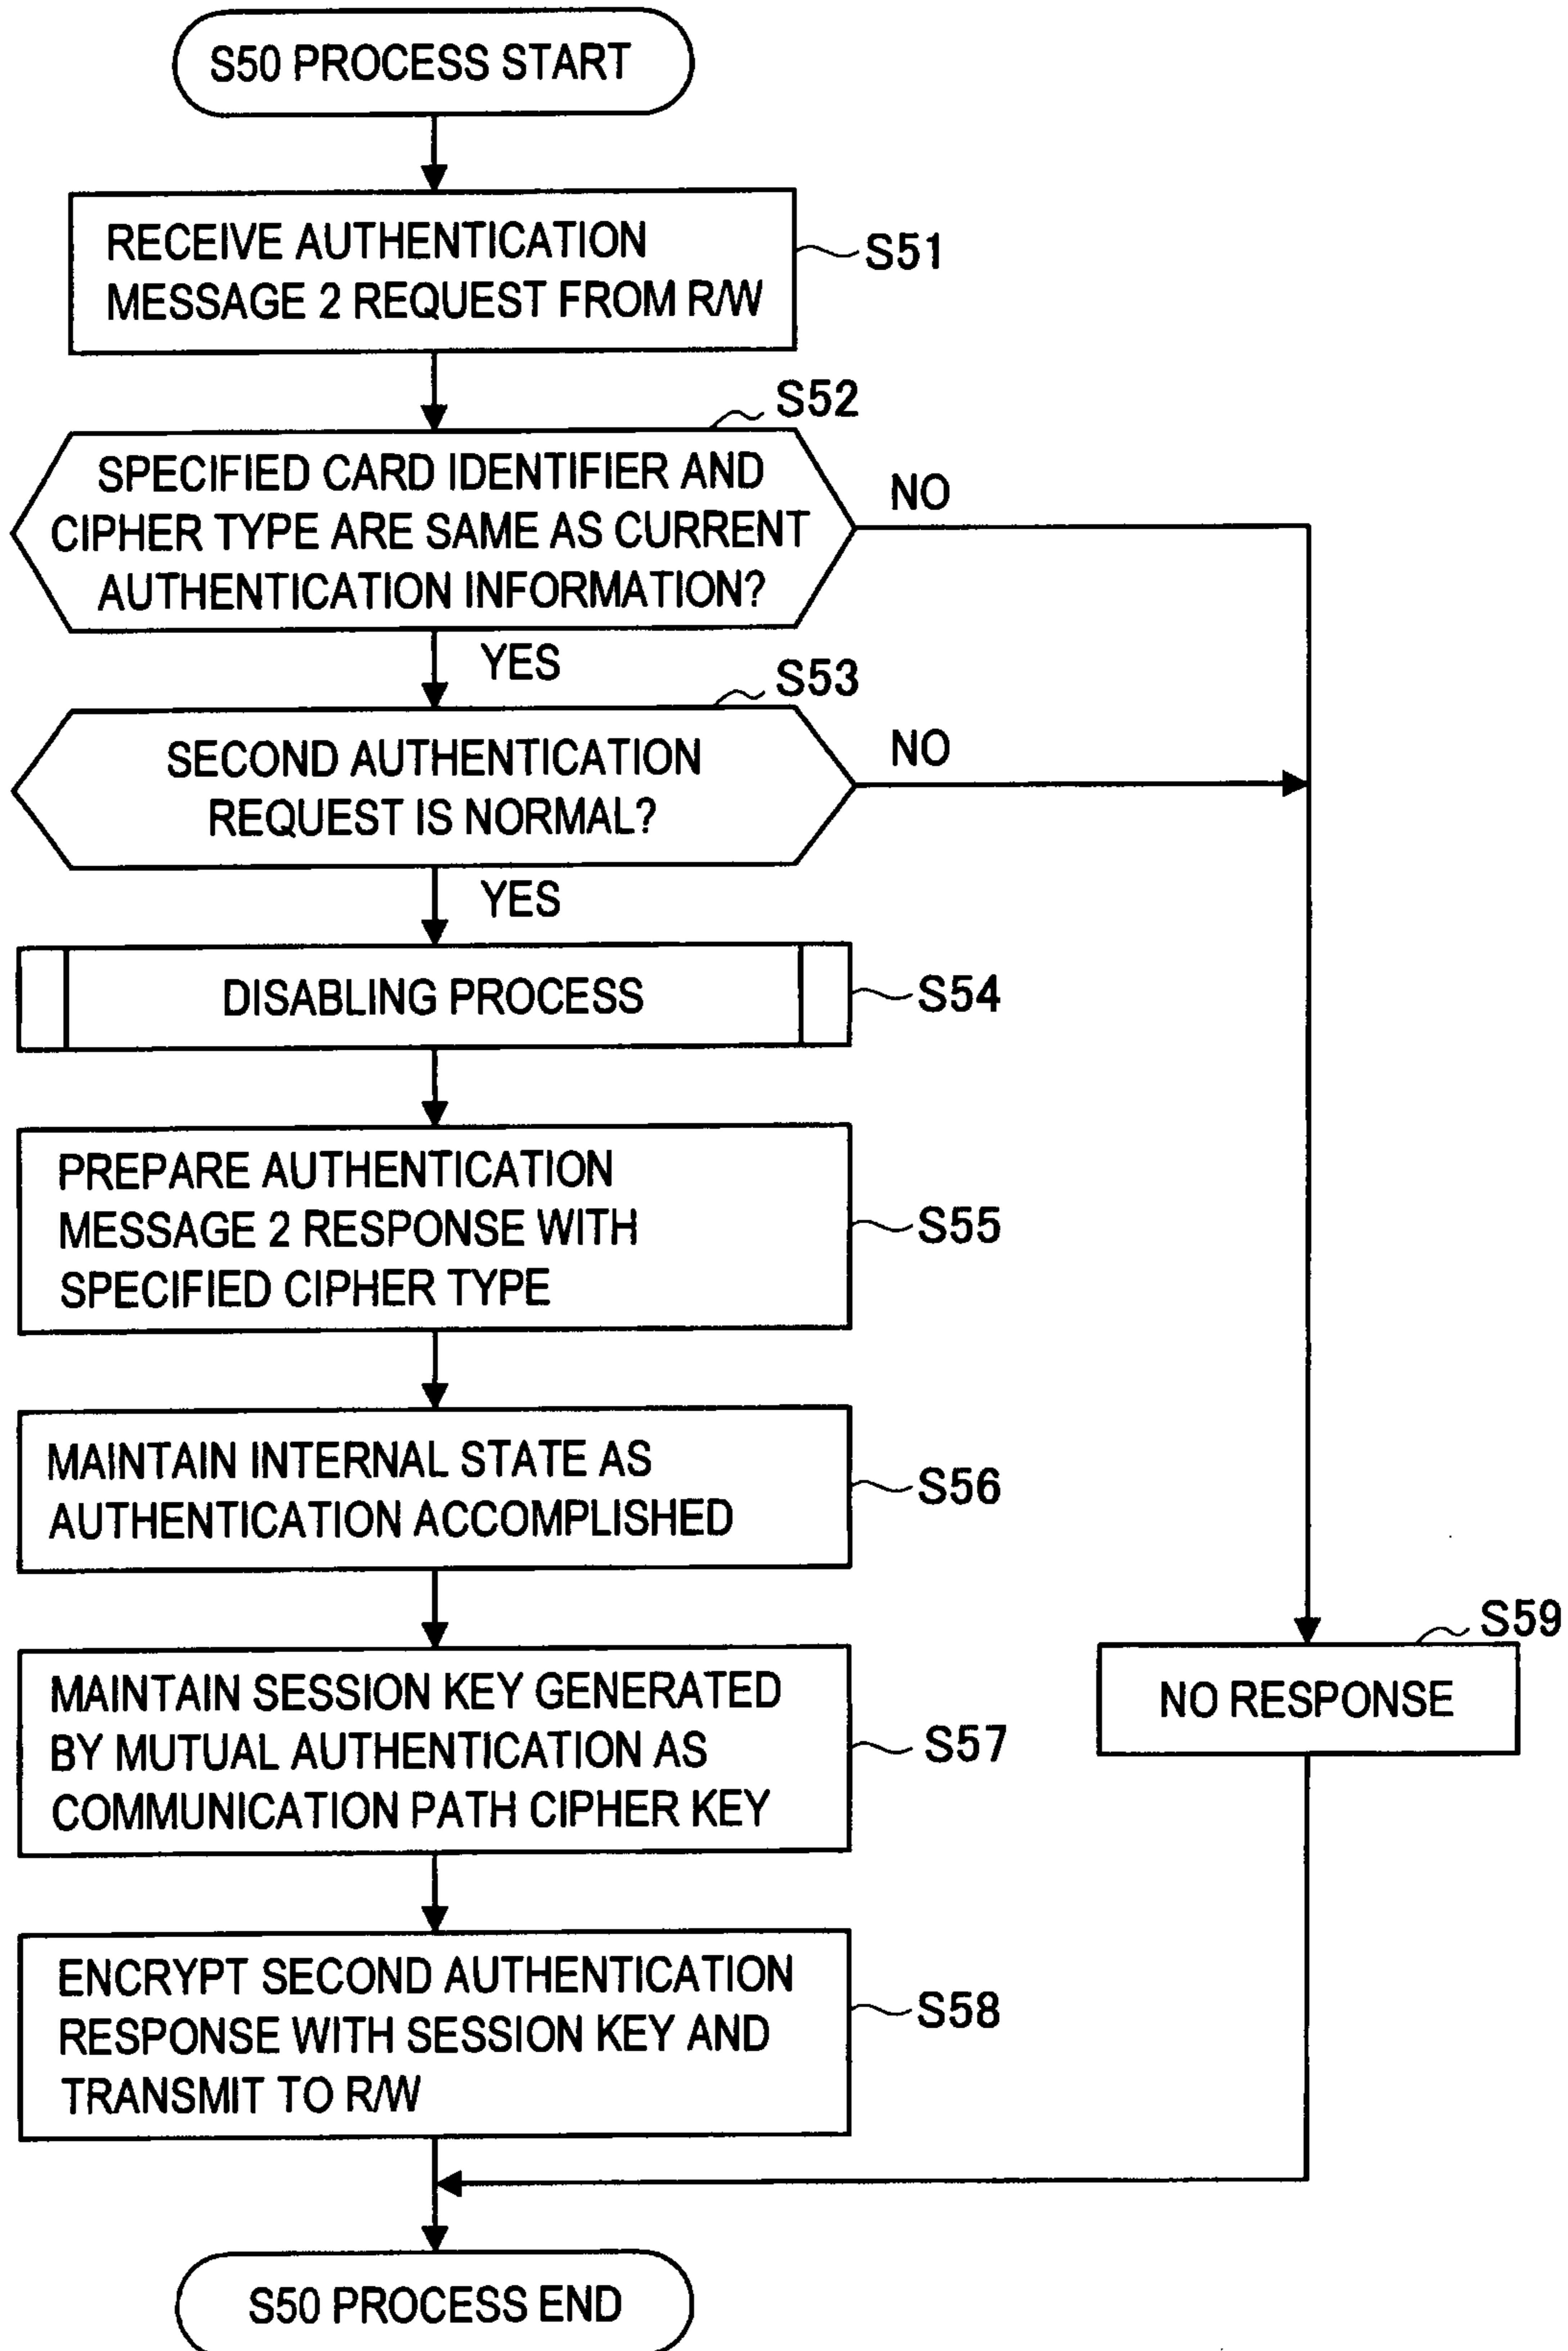 S50 PROCESS START
RECEIVE AUTHENTICATION
MESSAGE 2 REQUEST FROM R/W
S51
S52
SPECIFIED CARD IDENTIFIER AND
CIPHER TYPE ARE SAME AS CURRENT
AUTHENTICATION INFORMATION?
NO
YES
S53
SECOND AUTHENTICATION
REQUEST IS NORMAL?
NO
YES
DISABLING PROCESS
S54
PREPARE AUTHENTICATION
MESSAGE 2 RESPONSE WITH
SPECIFIED CIPHER TYPE
S55
MAINTAIN INTERNAL STATE AS
AUTHENTICATION ACCOMPLISHED
S56
S59
NO RESPONSE
MAINTAIN SESSION KEY GENERATED
BY MUTUAL AUTHENTICATION AS
COMMUNICATION PATH CIPHER KEY
S57
ENCRYPT SECOND AUTHENTICATION
RESPONSE WITH SESSION KEY AND
TRANSMIT TO R/W
S58
S50 PROCESS END